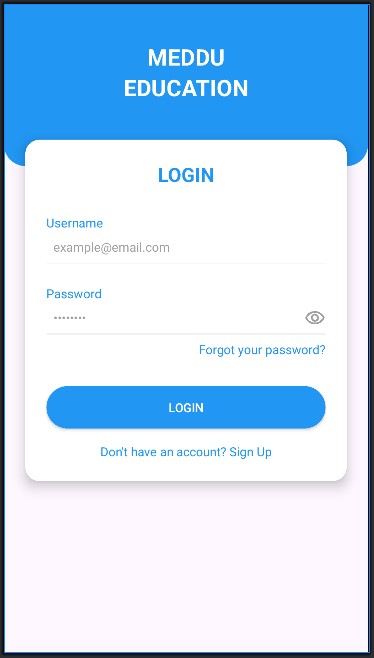 MEDDU
EDUCATION
LOGIN
Username
example@email.com
Password
••••••••
Forgot your password?
LOGIN
Don't have an account? Sign Up